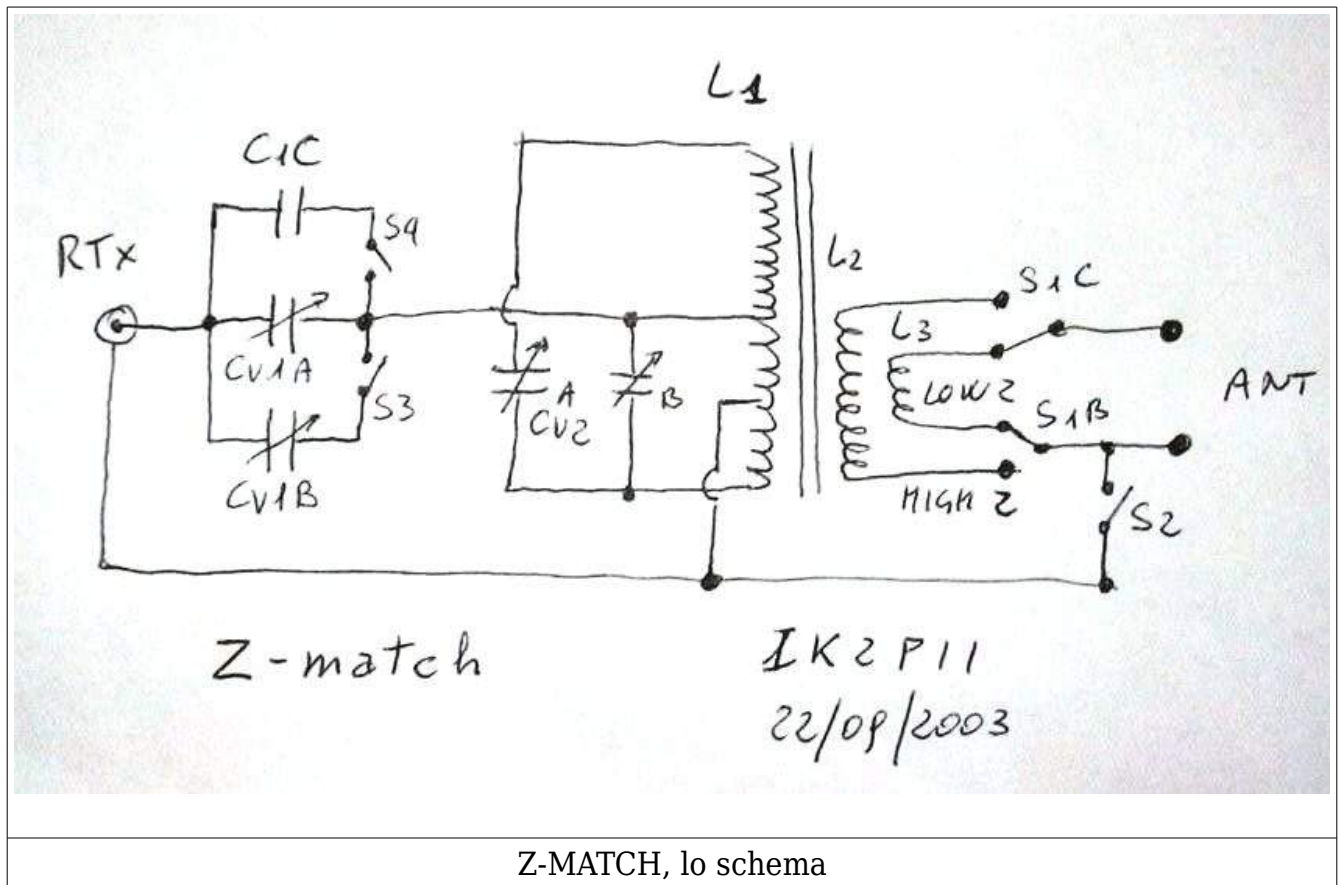 L1
C1C
S4
RTx
CV1A
S3
CV1B
A
CV2
B
L2
S1C
L3
LOW Z
S1B
ANT
HIGH Z
S2
Z-match
IK2PII
22/09/2003
Z-MATCH, lo schema